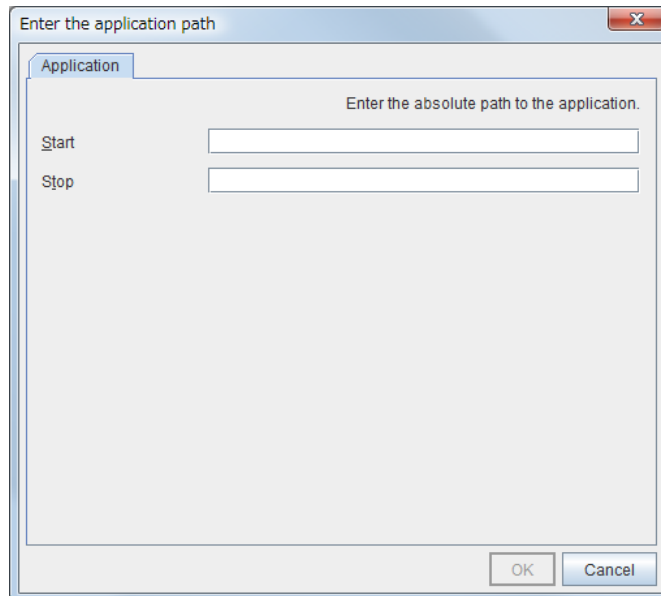 Enter the application path
Application
Enter the absolute path to the application.
Start
Stop
OK
Cancel